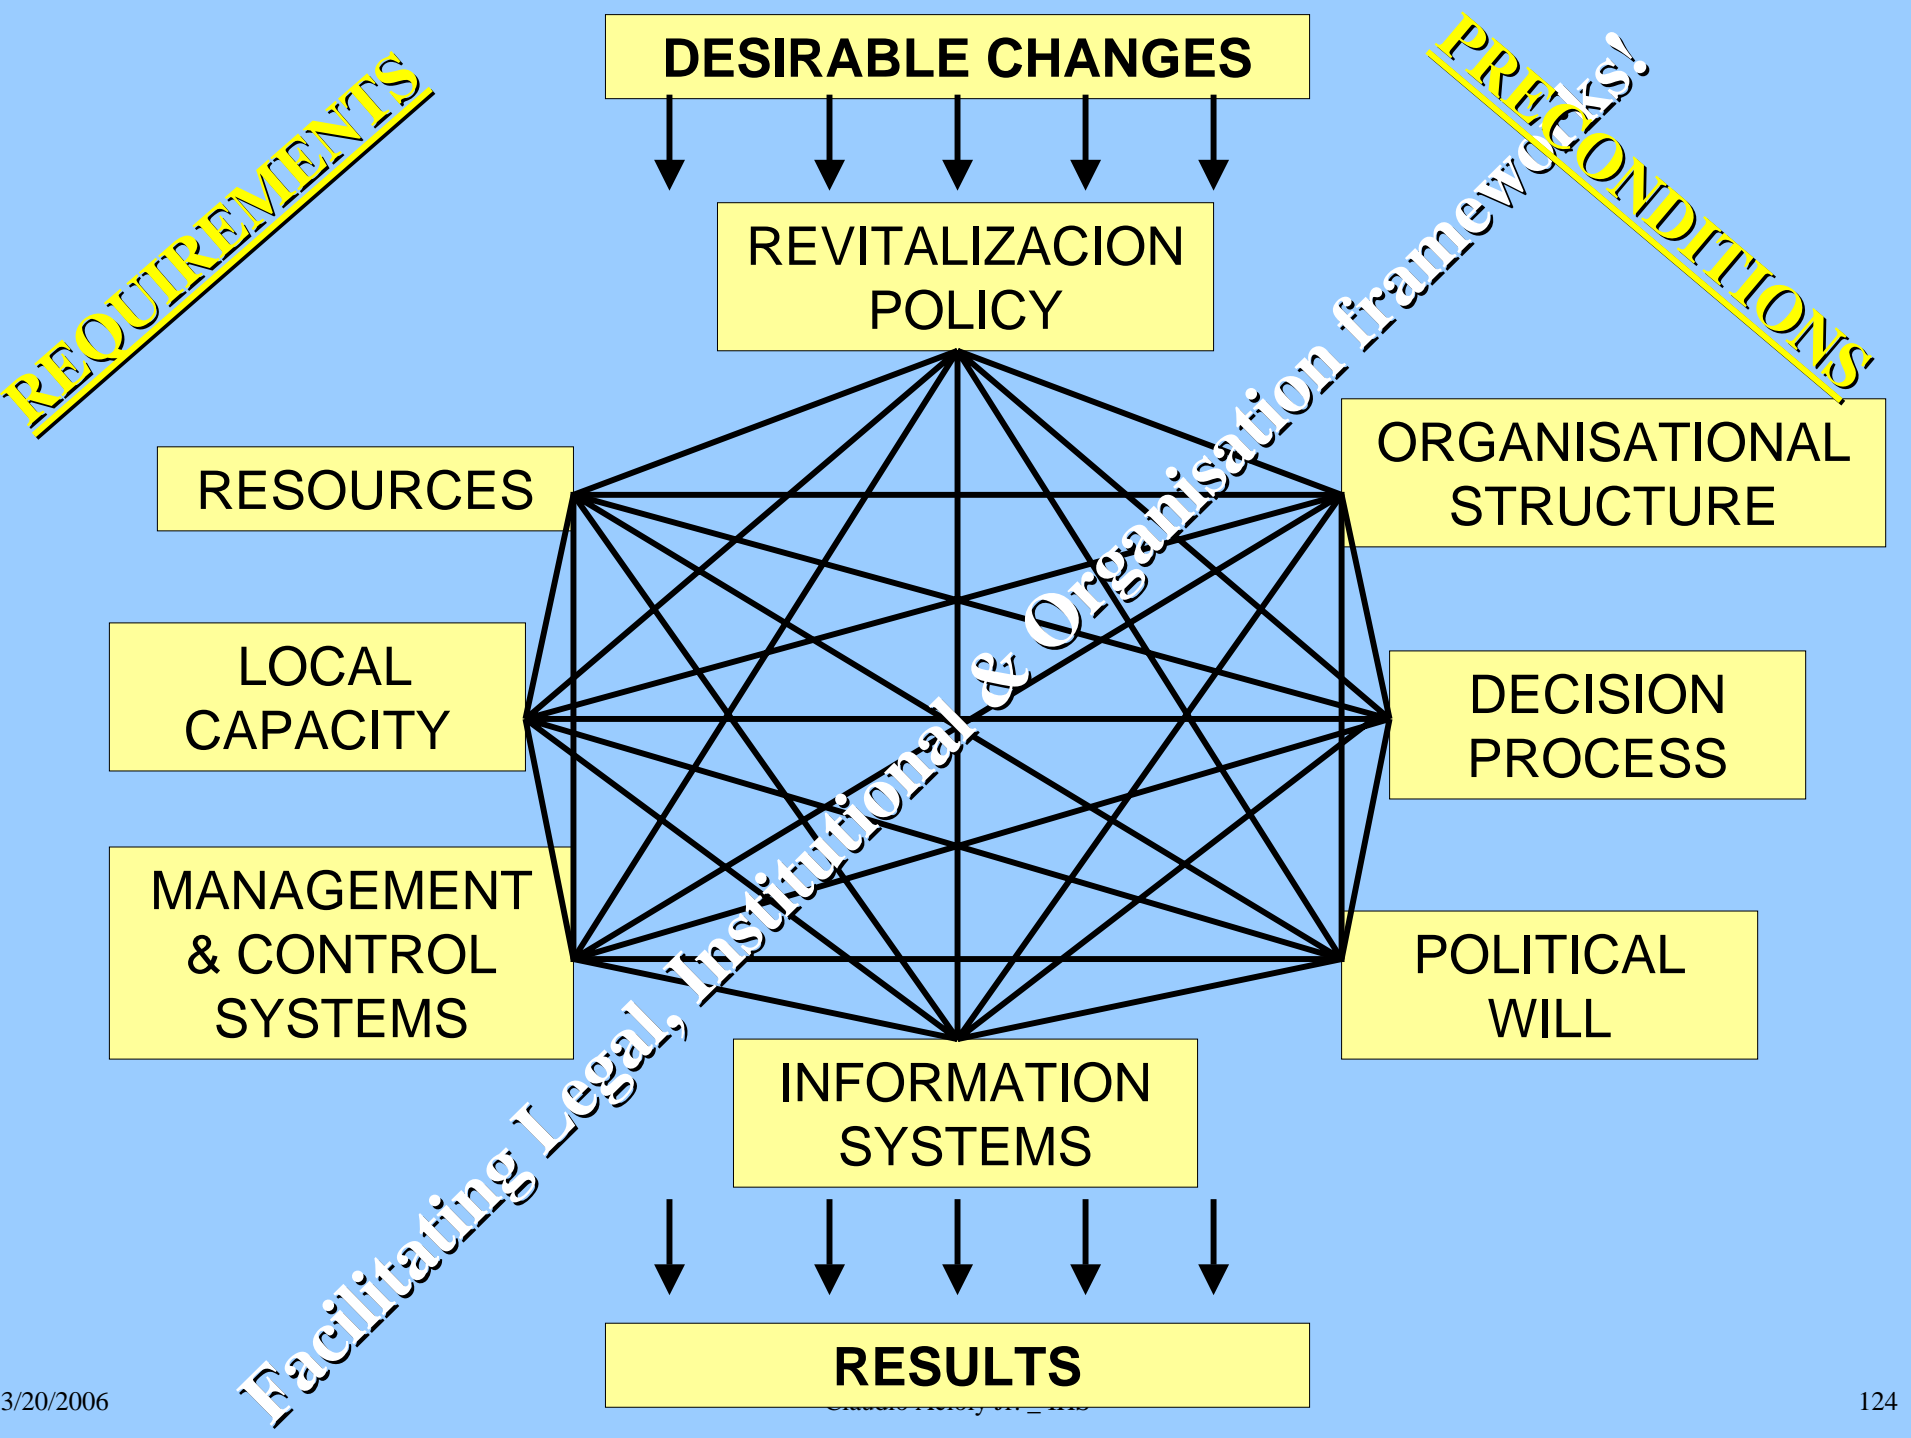 DESIRABLE CHANGES
REQUIREMENTS
PRECONDITIONS
REVITALIZACION
POLICY
RESOURCES
ORGANISATIONAL
STRUCTURE
LOCAL
CAPACITY
DECISION
PROCESS
MANAGEMENT
& CONTROL
SYSTEMS
POLITICAL
WILL
INFORMATION
SYSTEMS
Facilitating Legal, Institutional & Organisation frameworks!
RESULTS
3/20/2006
124